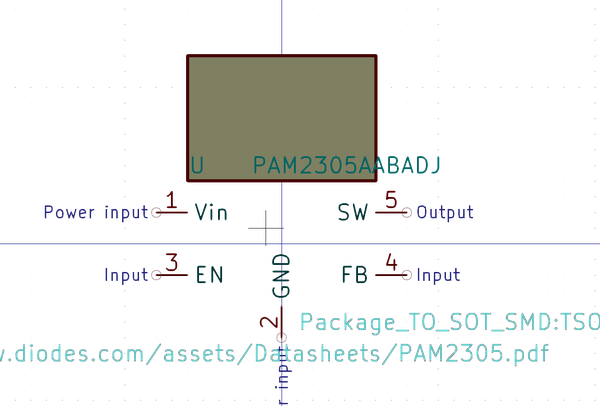 U PAM2305AABADJ
Power input 1 Vin SW 5 Output
Input 3 EN FB 4 Input
GND
2
Package_TO_SOT_SMD:TSO
.diodes.com/assets/Datasheets/PAM2305.pdf
input